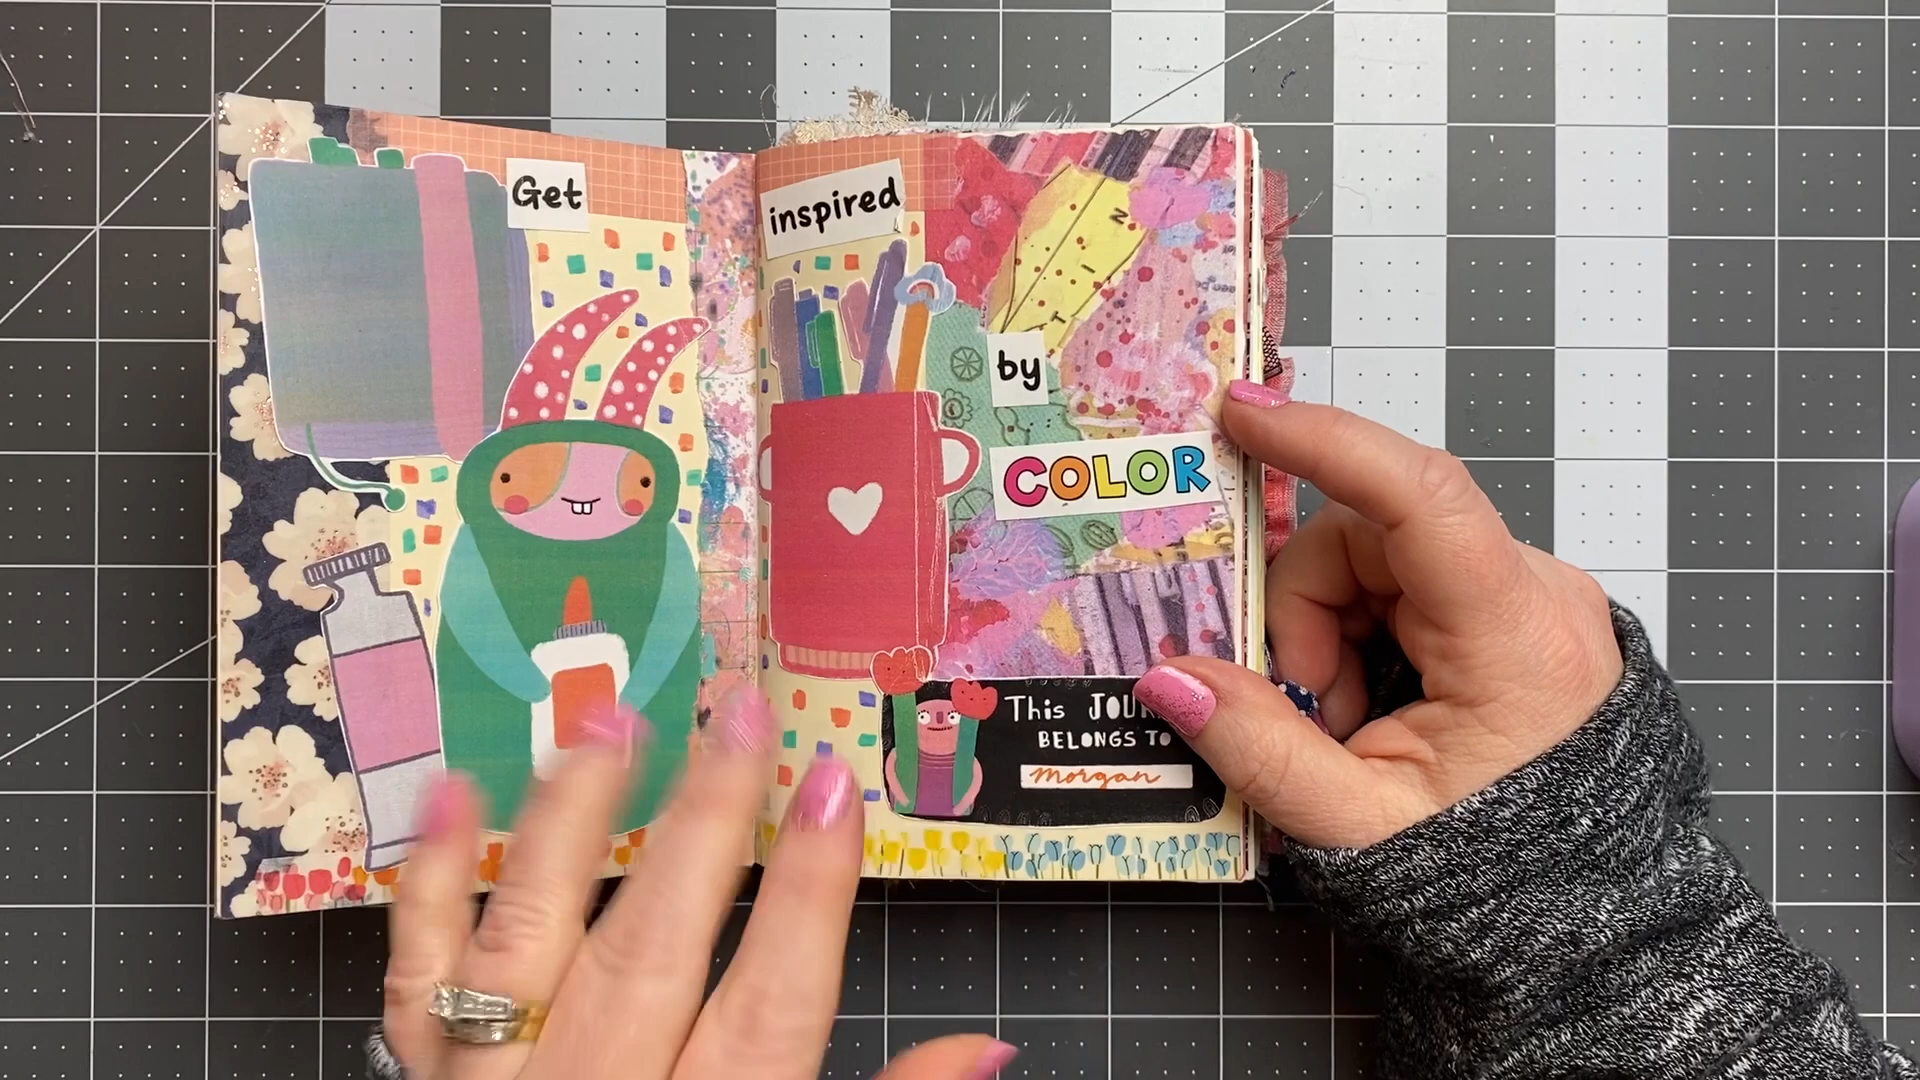 Get
inspired
by
COLOR
This JOU
BELONGS TO
morgan